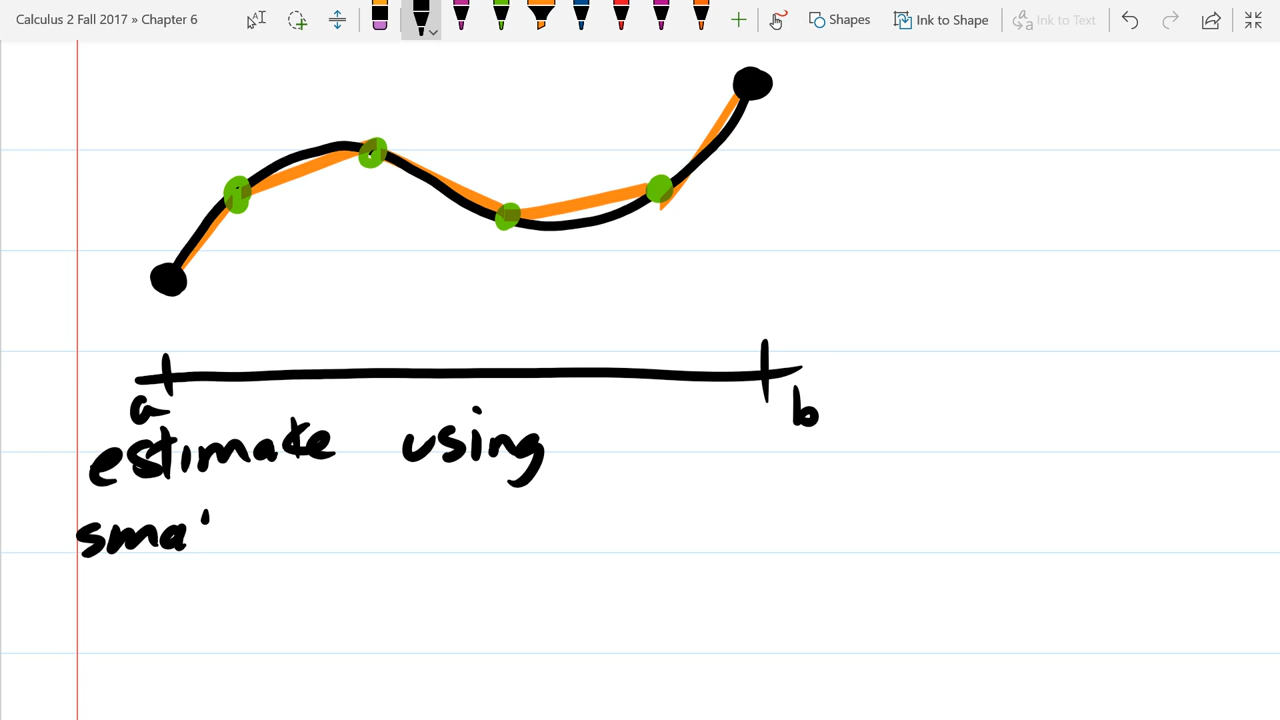 Calculus 2 Fall 2017 » Chapter 6
Shapes
Ink to Shape
Ink to Text
a
b
estimate using
sma